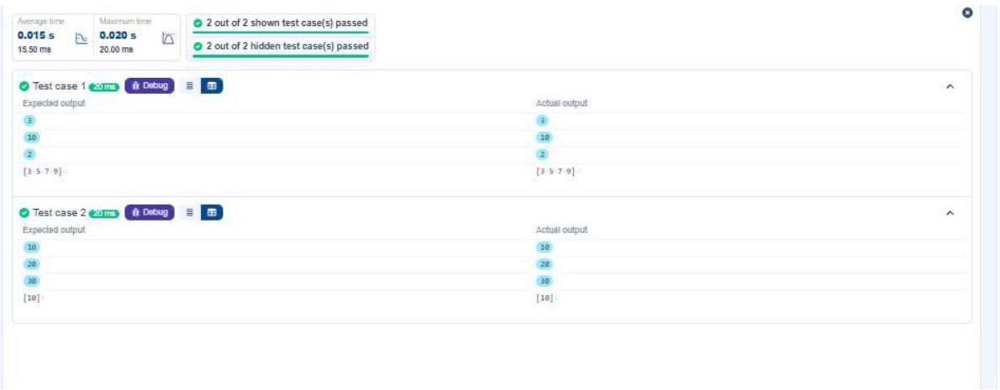 Average time Maximum time
0.015 s 0.020 s
15.50 ms 20.00 ms
2 out of 2 shown test case(s) passed
2 out of 2 hidden test case(s) passed
Test case 1 20 ms Debug
Expected output Actual output
3 3
10 10
2 2
[3·5·7·9] [3·5·7·9]
Test case 2 20 ms Debug
Expected output Actual output
10 10
20 20
30 30
[10] [10]